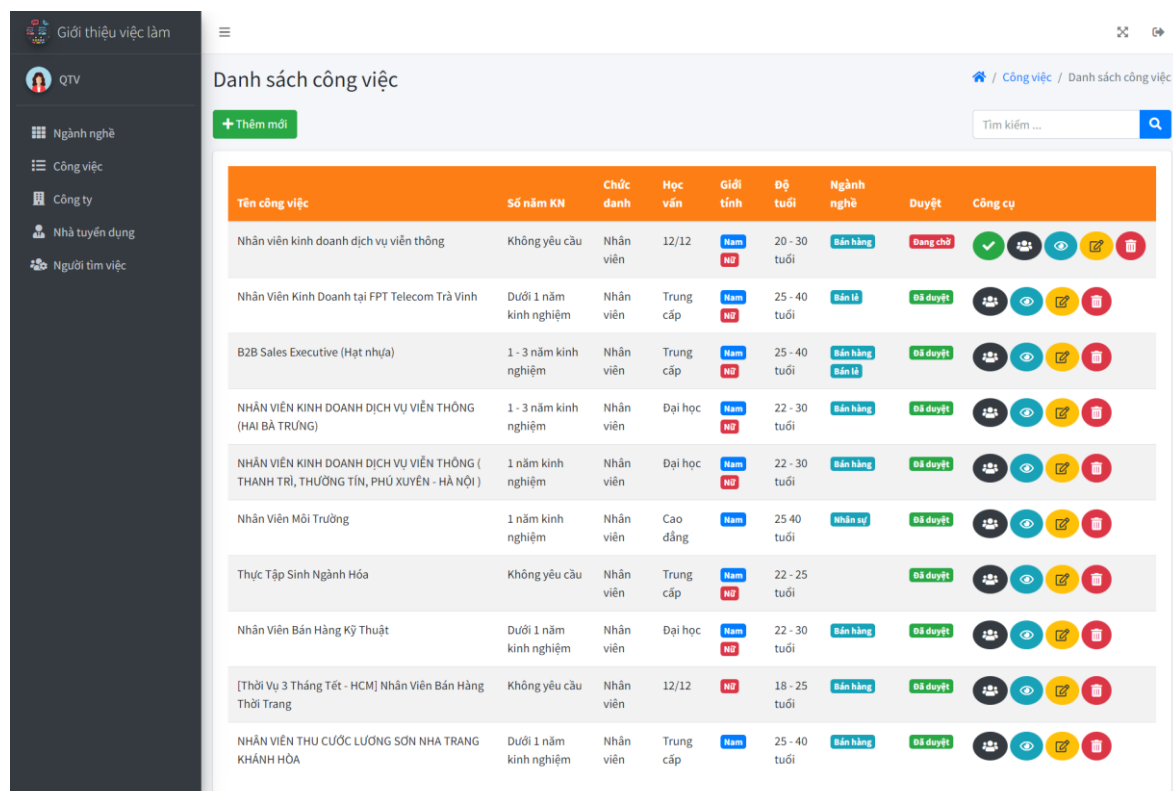 Giới thiệu việc làm
QTV
Danh sách công việc
/ Công việc / Danh sách công việc
Thêm mới
Tìm kiếm ...
Ngành nghề
Công việc
Công ty
Nhà tuyển dụng
Người tìm việc
Tên công việc Số năm KN Chức danh Học vấn Giới tính Độ tuổi Ngành nghề Duyệt Công cụ
Nhân viên kinh doanh dịch vụ viễn thông Không yêu cầu Nhân 12/12 Nam 20 - 30 Bán hàng Đang chờ
viên Nữ tuổi
Nhân Viên Kinh Doanh tại FPT Telecom Trà Vinh Dưới 1 năm Nhân Trung Nam 25 - 40 Bán lẻ Đã duyệt
kinh nghiệm viên cấp Nữ tuổi
B2B Sales Executive (Hạt nhựa) 1 - 3 năm kinh Nhân Trung Nam 25 - 40 Bán hàng Đã duyệt
nghiệm viên cấp Nữ tuổi Bán lẻ
NHÂN VIÊN KINH DOANH DỊCH VỤ VIỄN THÔNG 1 - 3 năm kinh Nhân Đại học Nam 22 - 30 Bán hàng Đã duyệt
(HAI BÀ TRƯNG) nghiệm viên Nữ tuổi
NHÂN VIÊN KINH DOANH DỊCH VỤ VIỄN THÔNG ( 1 năm kinh Nhân Đại học Nam 22 - 30 Bán hàng Đã duyệt
THANH TRÌ, THƯỜNG TÍN, PHÚ XUYÊN - HÀ NỘI ) nghiệm viên Nữ tuổi
Nhân Viên Môi Trường 1 năm kinh Nhân Cao Nam 25 40 Nhân sự Đã duyệt
nghiệm viên đẳng tuổi
Thực Tập Sinh Ngành Hóa Không yêu cầu Nhân Trung Nam 22 - 25 Đã duyệt
viên cấp Nữ tuổi
Nhân Viên Bán Hàng Kỹ Thuật Dưới 1 năm Nhân Đại học Nam 22 - 30 Bán hàng Đã duyệt
kinh nghiệm viên Nữ tuổi
[Thời Vụ 3 Tháng Tết - HCM] Nhân Viên Bán Hàng Không yêu cầu Nhân 12/12 Nữ 18 - 25 Bán hàng Đã duyệt
Thời Trang viên tuổi
NHÂN VIÊN THU CƯỚC LƯƠNG SƠN NHA TRANG Dưới 1 năm Nhân Trung Nam 25 - 40 Bán hàng Đã duyệt
KHÁNH HÒA kinh nghiệm viên cấp tuổi